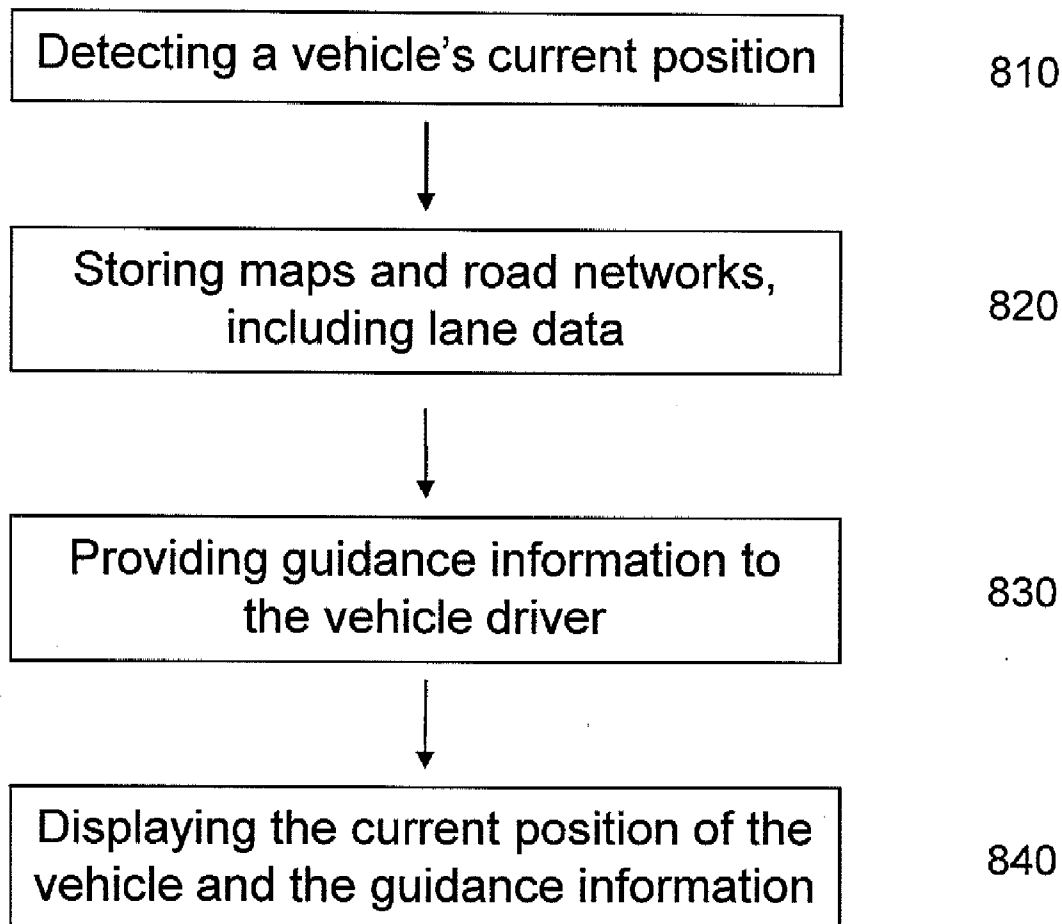 Detecting a vehicle's current position
810
Storing maps and road networks,
including lane data
820
Providing guidance information to
the vehicle driver
830
Displaying the current position of the
vehicle and the guidance information
840